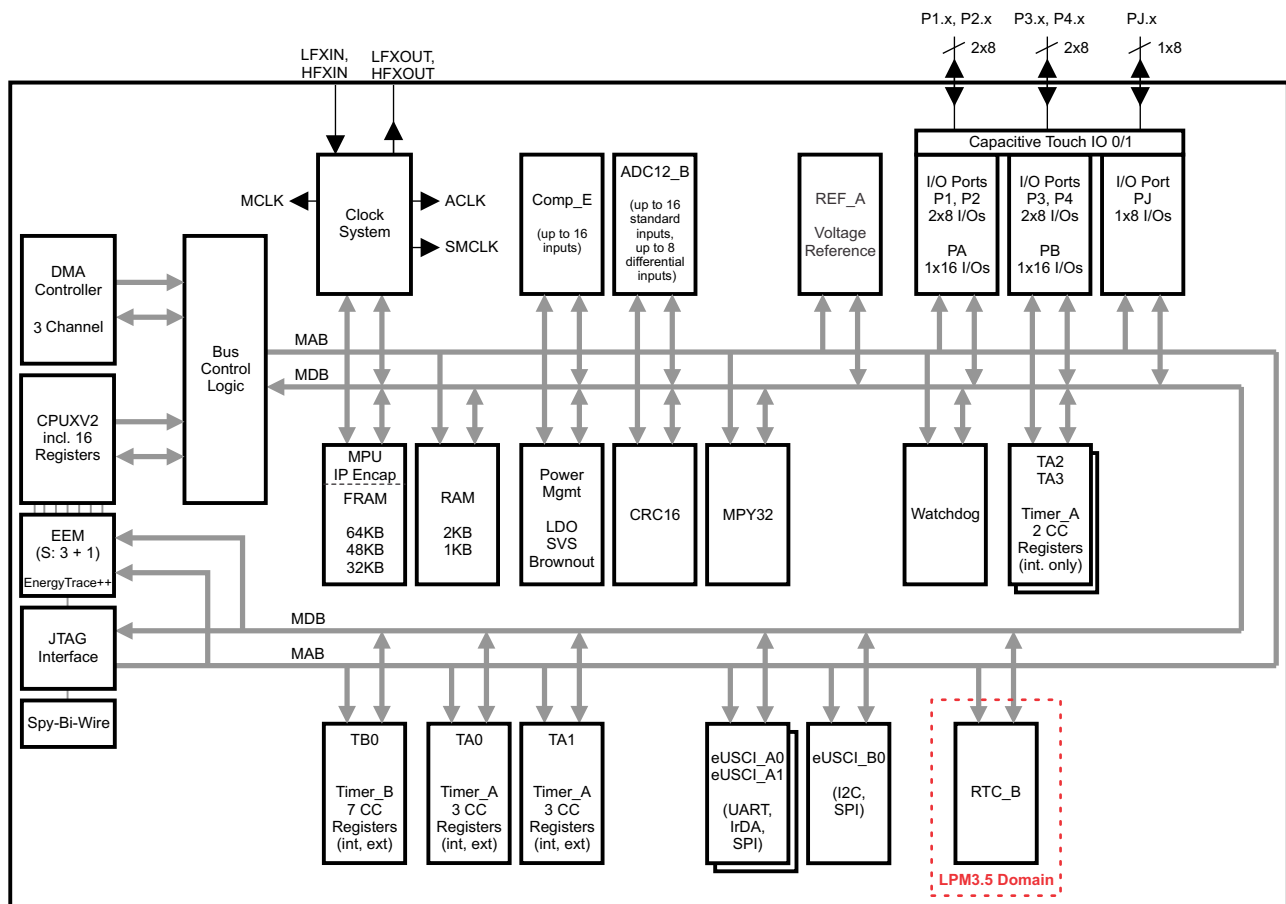 P1.x, P2.x
P3.x, P4.x
PJ.x
2x8
2x8
1x8
LFXIN,
HFXIN
LFXOUT,
HFXOUT
Capacitive Touch IO 0/1
MCLK
Clock
System
ACLK
SMCLK
Comp_E
(up to 16
inputs)
ADC12_B
(up to 16
standard
inputs,
up to 8
differential
inputs)
REF_A
Voltage
Reference
I/O Ports
P1, P2
2x8 I/Os
PA
1x16 I/Os
I/O Ports
P3, P4
2x8 I/Os
PB
1x16 I/Os
I/O Port
PJ
1x8 I/Os
DMA
Controller
3 Channel
Bus
Control
Logic
MAB
MDB
CPUXV2
incl. 16
Registers
MPU
IP Encap
FRAM
64KB
48KB
32KB
RAM
2KB
1KB
Power
Mgmt
LDO
SVS
Brownout
CRC16
MPY32
Watchdog
TA2
TA3
Timer_A
2 CC
Registers
(int. only)
EEM
(S: 3 + 1)
EnergyTrace++
MDB
JTAG
Interface
MAB
Spy-Bi-Wire
TB0
Timer_B
7 CC
Registers
(int, ext)
TA0
Timer_A
3 CC
Registers
(int, ext)
TA1
Timer_A
3 CC
Registers
(int, ext)
eUSCI_A0
eUSCI_A1
(UART,
IrDA,
SPI)
eUSCI_B0
(I2C,
SPI)
RTC_B
LPM3.5 Domain